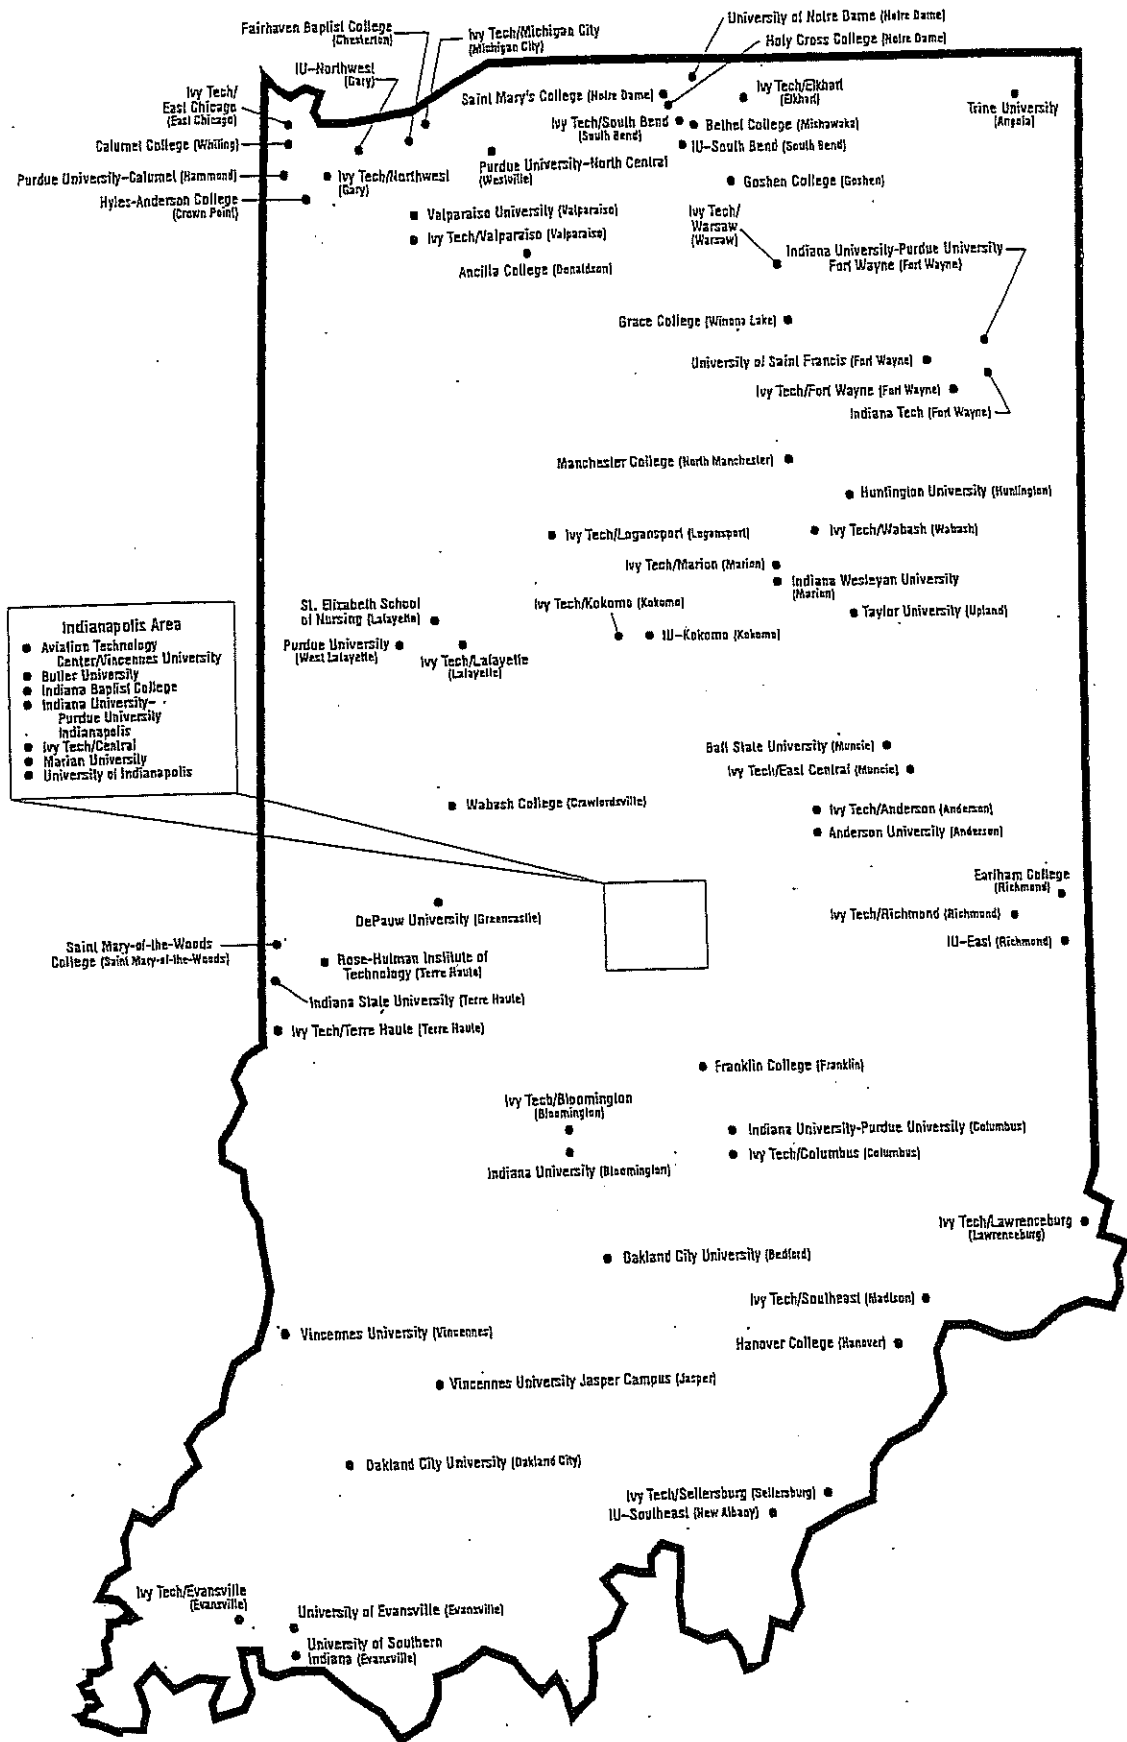 University of Notre Dame (Notre Dame)
Fairhaven Baptist College
(Chesterton)
Ivy Tech/Michigan City
(Michigan City)
Holy Cross College (Notre Dame)
IU–Northwest
(Gary)
Ivy Tech/
East Chicago
(East Chicago)
Saint Mary's College (Notre Dame)
Ivy Tech/Elkhart
(Elkhart)
Trine University
(Angola)
Ivy Tech/South Bend
(South Bend)
Bethel College (Mishawaka)
Calumet College (Whiting)
IU–South Bend (South Bend)
Purdue University–North Central
(Westville)
Purdue University–Calumet (Hammond)
Ivy Tech/Northwest
(Gary)
Goshen College (Goshen)
Hyles-Anderson College
(Crown Point)
Valparaiso University (Valparaiso)
Ivy Tech/
Warsaw
(Warsaw)
Ivy Tech/Valparaiso (Valparaiso)
Indiana University-Purdue University
Fort Wayne (Fort Wayne)
Ancilla College (Donaldson)
Grace College (Winona Lake)
University of Saint Francis (Fort Wayne)
Ivy Tech/Fort Wayne (Fort Wayne)
Indiana Tech (Fort Wayne)
Manchester College (North Manchester)
Huntington University (Huntington)
Ivy Tech/Logansport (Logansport)
Ivy Tech/Wabash (Wabash)
Ivy Tech/Marion (Marion)
Indiana Wesleyan University
(Marion)
Ivy Tech/Kokomo (Kokomo)
St. Elizabeth School
of Nursing (Lafayette)
Taylor University (Upland)
IU–Kokomo (Kokomo)
Purdue University
(West Lafayette)
Ivy Tech/Lafayette
(Lafayette)
Indianapolis Area
Aviation Technology
Center/Vincennes University
Butler University
Indiana Baptist College
Indiana University–
Purdue University
Indianapolis
Ivy Tech/Central
Marian University
University of Indianapolis
Ball State University (Muncie)
Ivy Tech/East Central (Muncie)
Wabash College (Crawfordsville)
Ivy Tech/Anderson (Anderson)
Anderson University (Anderson)
Earlham College
(Richmond)
DePauw University (Greencastle)
Ivy Tech/Richmond (Richmond)
IU–East (Richmond)
Saint Mary-of-the-Woods
College (Saint Mary-of-the-Woods)
Rose-Hulman Institute of
Technology (Terre Haute)
Indiana State University (Terre Haute)
Ivy Tech/Terre Haute (Terre Haute)
Franklin College (Franklin)
Ivy Tech/Bloomington
(Bloomington)
Indiana University-Purdue University (Columbus)
Indiana University (Bloomington)
Ivy Tech/Columbus (Columbus)
Ivy Tech/Lawrenceburg
(Lawrenceburg)
Oakland City University (Bedford)
Ivy Tech/Southeast (Madison)
Vincennes University (Vincennes)
Hanover College (Hanover)
Vincennes University Jasper Campus (Jasper)
Oakland City University (Oakland City)
Ivy Tech/Sellersburg (Sellersburg)
IU–Southeast (New Albany)
Ivy Tech/Evansville
(Evansville)
University of Evansville (Evansville)
University of Southern
Indiana (Evansville)